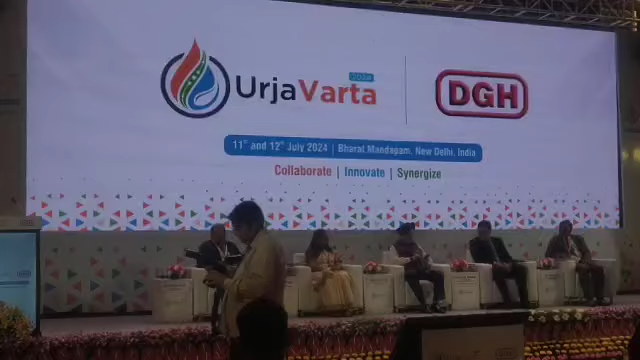 2024
UrjaVarta
DGH
11th and 12th July 2024 | Bharat Mandapam, New Delhi, India
Collaborate | Innovate | Synergize